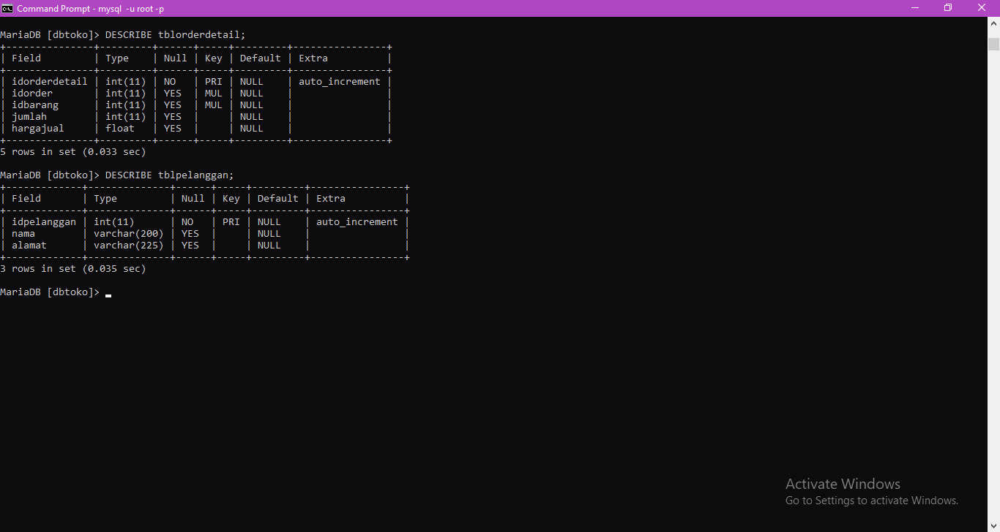 Command Prompt - mysql -u root -p
MariaDB [dbtoko]> DESCRIBE tblorderdetail;
+---------------+---------+------+-----+---------+----------------+
| Field         | Type    | Null | Key | Default | Extra          |
+---------------+---------+------+-----+---------+----------------+
| idorderdetail | int(11) | NO   | PRI | NULL    | auto_increment |
| idorder       | int(11) | YES  | MUL | NULL    |                |
| idbarang      | int(11) | YES  | MUL | NULL    |                |
| jumlah        | int(11) | YES  |     | NULL    |                |
| hargajual     | float   | YES  |     | NULL    |                |
+---------------+---------+------+-----+---------+----------------+
5 rows in set (0.033 sec)
MariaDB [dbtoko]> DESCRIBE tblpelanggan;
+-------------+--------------+------+-----+---------+----------------+
| Field       | Type         | Null | Key | Default | Extra          |
+-------------+--------------+------+-----+---------+----------------+
| idpelanggan | int(11)      | NO   | PRI | NULL    | auto_increment |
| nama        | varchar(200) | YES  |     | NULL    |                |
| alamat      | varchar(225) | YES  |     | NULL    |                |
+-------------+--------------+------+-----+---------+----------------+
3 rows in set (0.035 sec)
MariaDB [dbtoko]>
Activate Windows
Go to Settings to activate Windows.